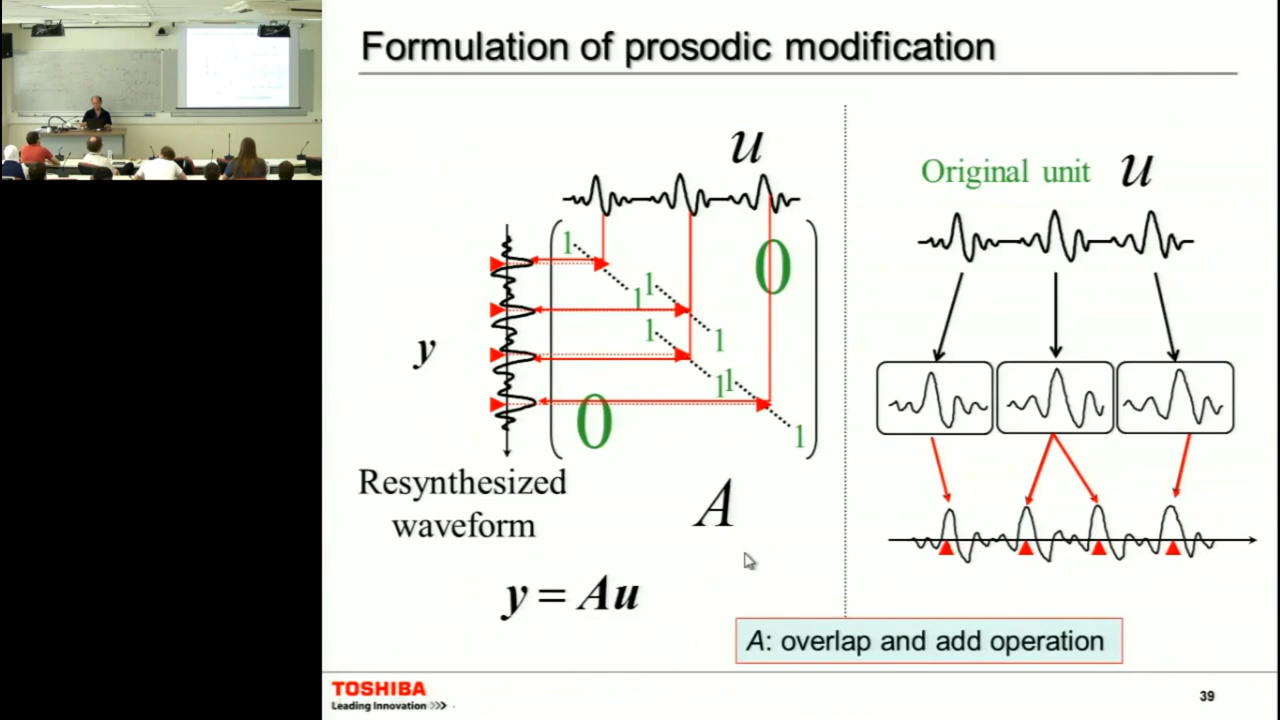 Formulation of prosodic modification
u
Original unit u
1
0
1 1
1
1
1 1
1
0
y
Resynthesized
waveform
A
y = Au
A: overlap and add operation
TOSHIBA
Leading Innovation >>>
39